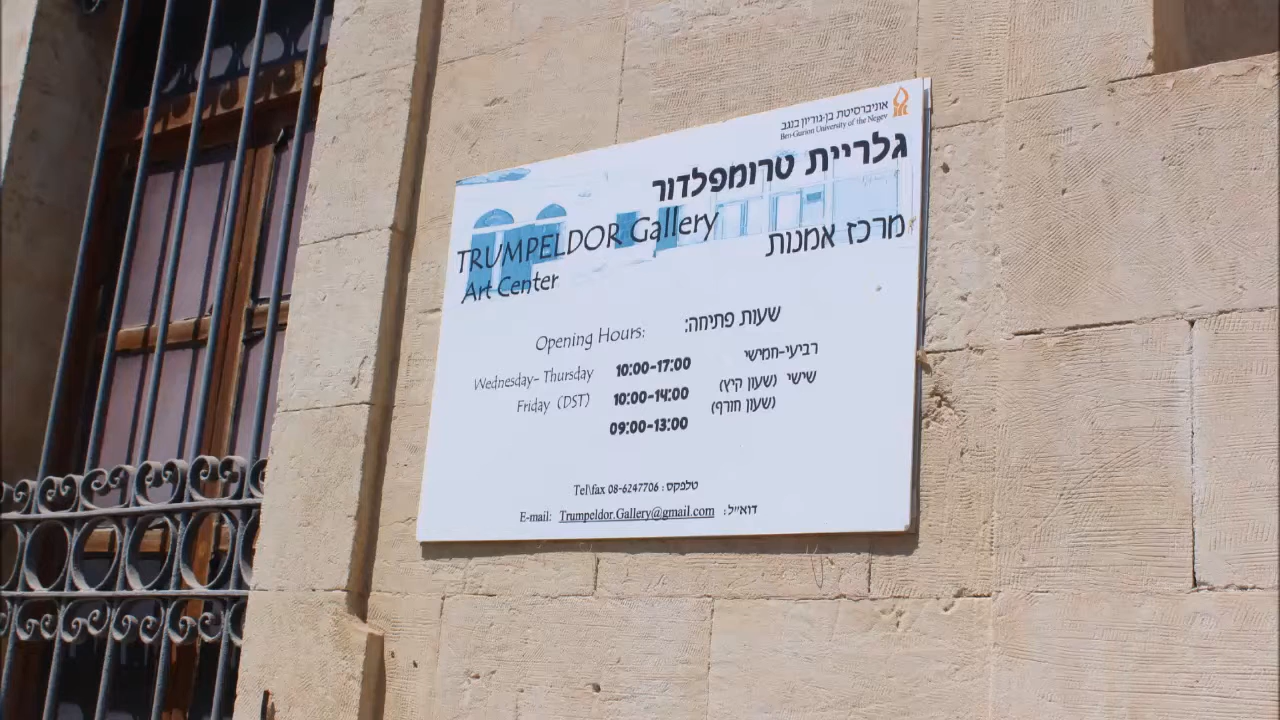 אוניברסיטת בן-גוריון בנגב
Ben-Gurion University of the Negev
גלריית טרומפלדור
TRUMPELDOR Gallery
מרכז אמנות
Art Center
Opening Hours: שעות פתיחה:
Wednesday- Thursday 10:00-17:00 רביעי-חמישי
Friday (DST) 10:00-14:00 שישי (שעון קיץ)
09:00-13:00 (שעון חורף)
Tel\fax 08-6247706 : טלפקס
E-mail: Trumpeldor.Gallery@gmail.com דוא״ל: